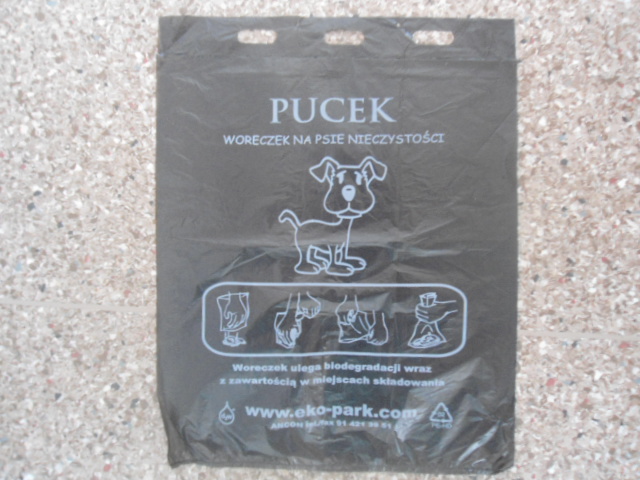 PUCEK
WORECZEK NA PSIE NIECZYSTOŚCI
Woreczek ulega biodegradacji wraz
z zawartością w miejscach składowania
www.eko-park.com